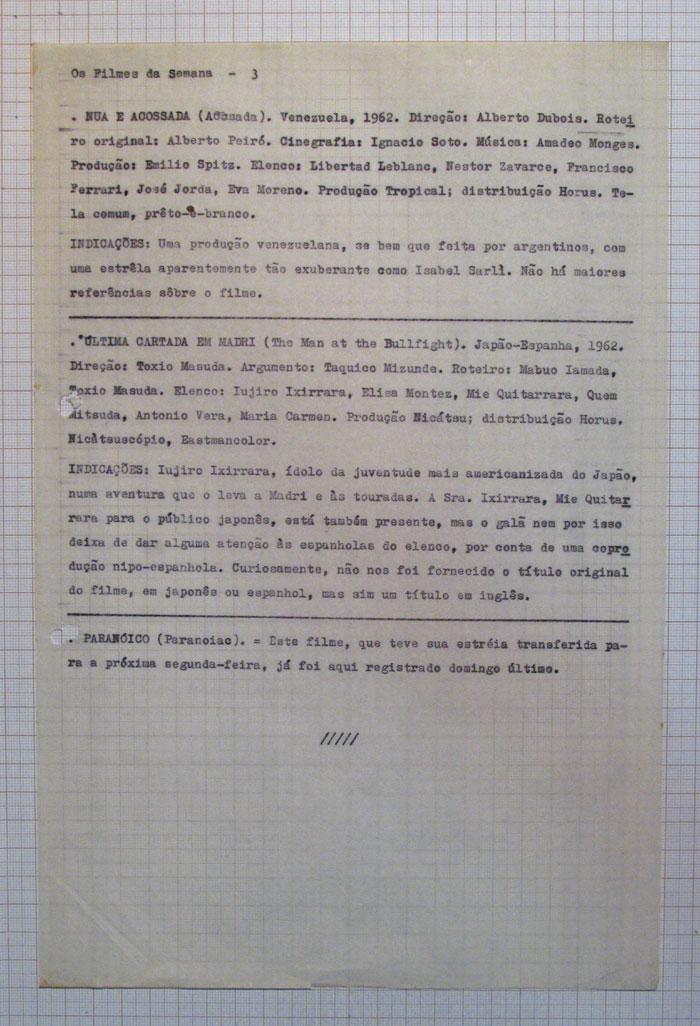 Os Filmes da Semana - 3
. NUA E ACOSSADA (Acosada). Venezuela, 1962. Direção: Alberto Dubois. Rotei
ro original: Alberto Peiró. Cinegrafia: Ignacio Soto. Música: Amadeo Monges.
Produção: Emilio Spitz. Elenco: Libertad Leblanc, Nestor Zavarce, Francisco
Ferrari, José Jorda, Eva Moreno. Produção Tropical; distribuição Horus. Te-
la comum, prêto-e-branco.
INDICAÇÕES: Uma produção venezuelana, se bem que feita por argentinos, com
uma estrêla aparentemente tão exuberante como Isabel Sarli. Não há maiores
referências sôbre o filme.
. ÚLTIMA CARTADA EM MADRI (The Man at the Bullfight). Japão-Espanha, 1962.
Direção: Toxio Masuda. Argumento: Taquico Mizunde. Roteiro: Mabuo Iamada,
Toxio Masuda. Elenco: Iujiro Ixirrara, Elisa Montez, Mie Quitarrara, Quem
Mitsuda, Antonio Vera, Maria Carmen. Produção Nicátsu; distribuição Horus.
Nicátsuscópio, Eastmancolor.
INDICAÇÕES: Iujiro Ixirrara, ídolo da juventude mais americanizada do Japão,
numa aventura que o leva a Madri e às touradas. A Sra. Ixirrara, Mie Quitar
rara para o público japonês, está também presente, mas o galã nem por isso
deixa de dar alguma atenção às espanholas do elenco, por conta de uma copro
dução nipo-espanhola. Curiosamente, não nos foi fornecido o título original
do filme, em japonês ou espanhol, mas sim um título em inglês.
. PARANÓICO (Paranoiac). = Este filme, que teve sua estréia transferida pa-
ra a próxima segunda-feira, já foi aqui registrado domingo último.
/////